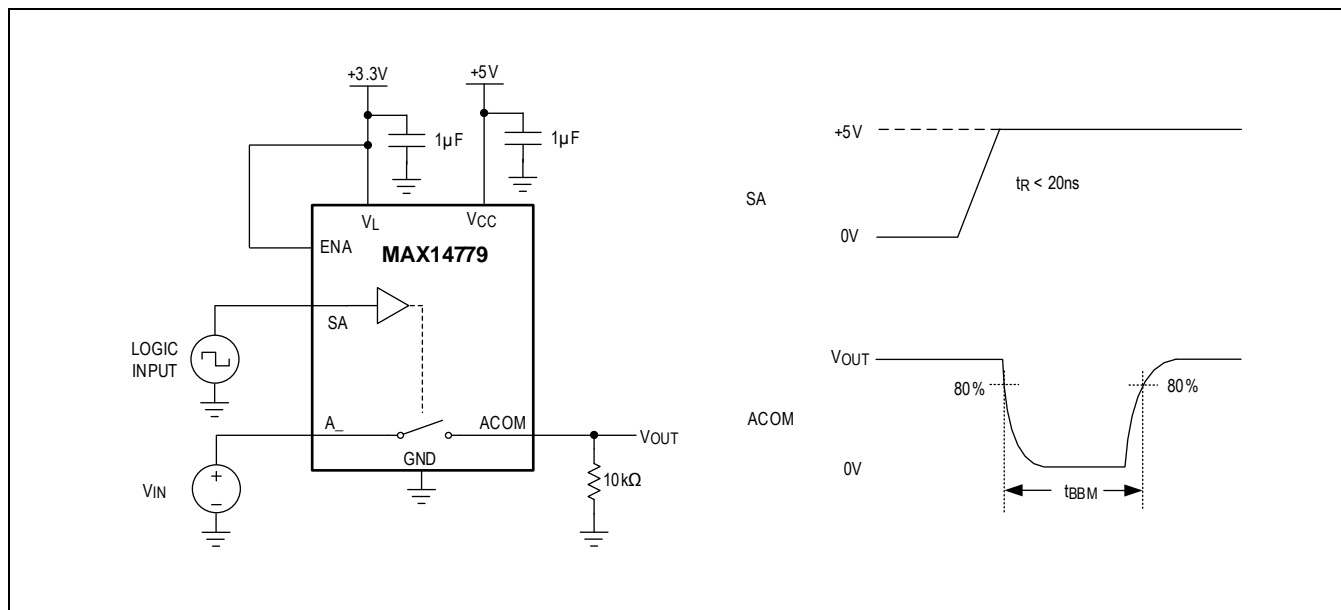 +3.3V
1µF
+5V
1µF
VL
VCC
ENA
MAX14779
SA
LOGIC
INPUT
A_
ACOM
GND
VIN
VOUT
10kΩ
+ 
−
SA
+5V
0V
tR < 20ns
ACOM
VOUT
0V
80%
80%
tBBM